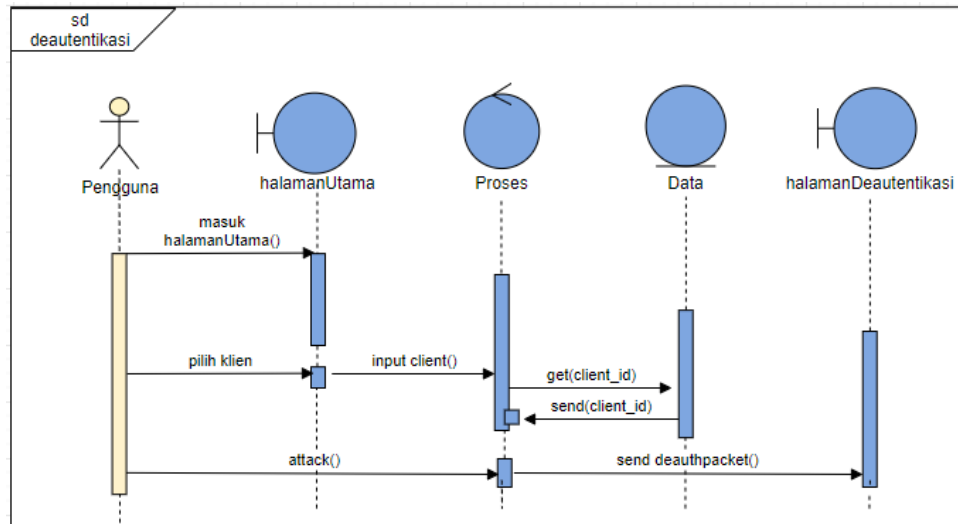 sd
deautentikasi
Pengguna
halamanUtama
Proses
Data
halamanDeautentikasi
masuk
halamanUtama()
pilih klien
input client()
get(client_id)
send(client_id)
attack()
send deauthpacket()